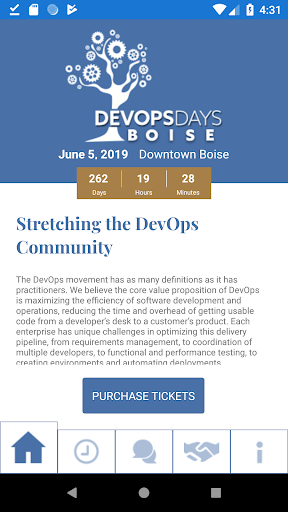 4:31
DEVOPSDAYS
BOISE
June 5, 2019 Downtown Boise
262 19 28
Days Hours Minutes
Stretching the DevOps
Community
The DevOps movement has as many definitions as it has
practitioners. We believe the core value proposition of DevOps
is maximizing the efficiency of software development and
operations, reducing the time and overhead of getting usable
code from a developer's desk to a customer's product. Each
enterprise has unique challenges in optimizing this delivery
pipeline, from requirements management, to coordination of
multiple developers, to functional and performance testing, to
creating environments and automating deployments.
PURCHASE TICKETS